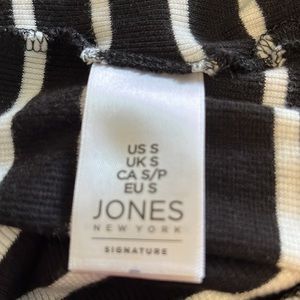 US S
UK S
CA S/P
EU S
JONES
NEW YORK
SIGNATURE